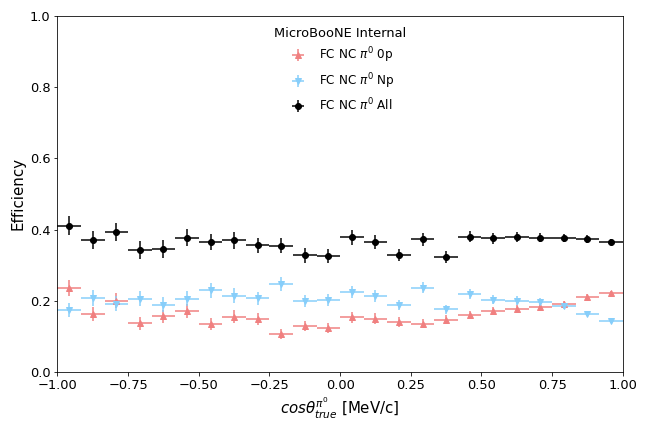 MicroBooNE Internal
FC NC π⁰ 0p
FC NC π⁰ Np
FC NC π⁰ All
1.0
0.8
0.6
0.4
0.2
0.0
Efficiency
−1.00 −0.75 −0.50 −0.25 0.00 0.25 0.50 0.75 1.00
cosθ^{π⁰}_{true} [MeV/c]